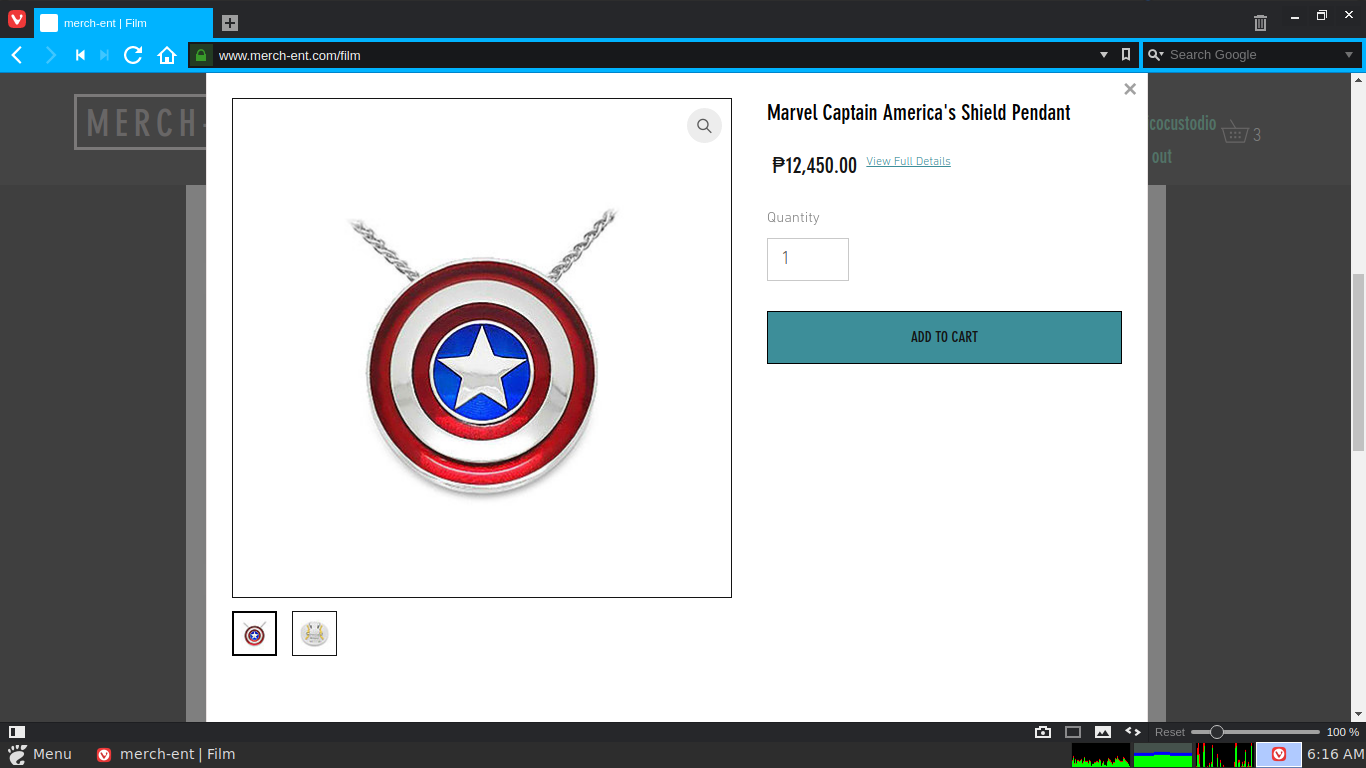 merch-ent | Film
www.merch-ent.com/film
Search Google
MERCH-
cocustodio
3
out
Marvel Captain America's Shield Pendant
₱12,450.00
View Full Details
Quantity
1
ADD TO CART
Reset
100 %
Menu
merch-ent | Film
6:16 AM